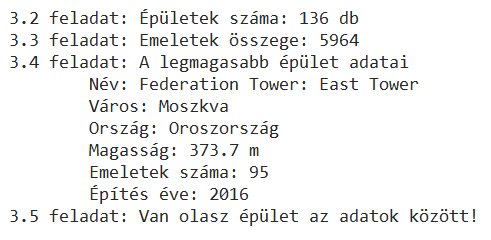 3.2 feladat: Épületek száma: 136 db
3.3 feladat: Emeletek összege: 5964
3.4 feladat: A legmagasabb épület adatai
Név: Federation Tower: East Tower
Város: Moszkva
Ország: Oroszország
Magasság: 373.7 m
Emeletek száma: 95
Építés éve: 2016
3.5 feladat: Van olasz épület az adatok között!